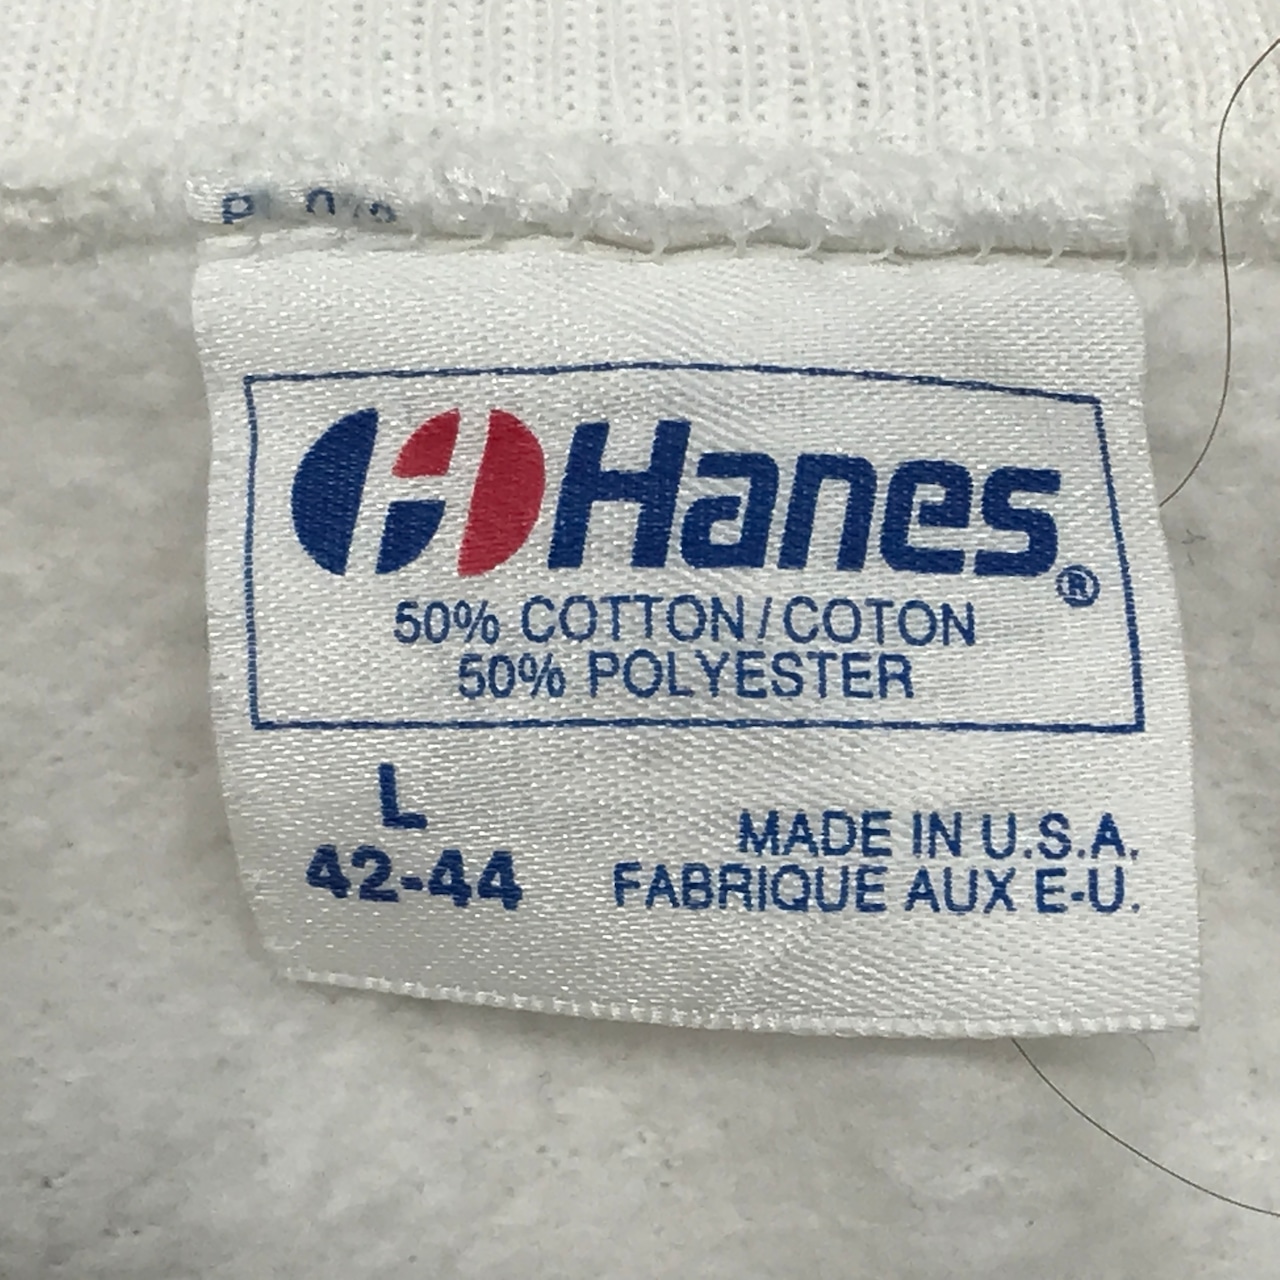 Hanes®
50% COTTON/COTON
50% POLYESTER
L
42-44
MADE IN U.S.A.
FABRIQUE AUX E-U.